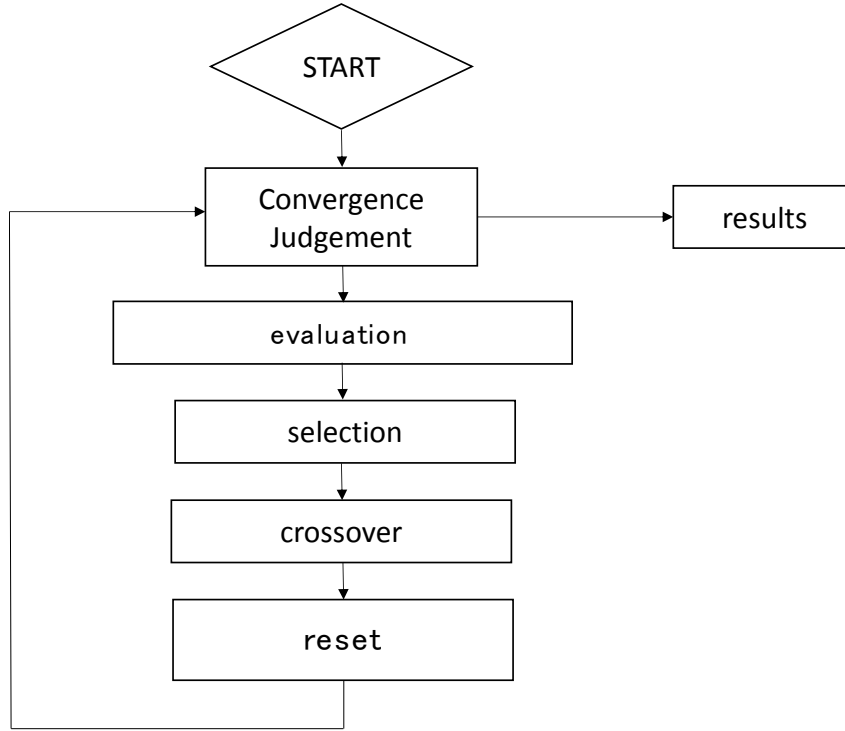 START
Convergence
Judgement
results
evaluation
selection
crossover
reset